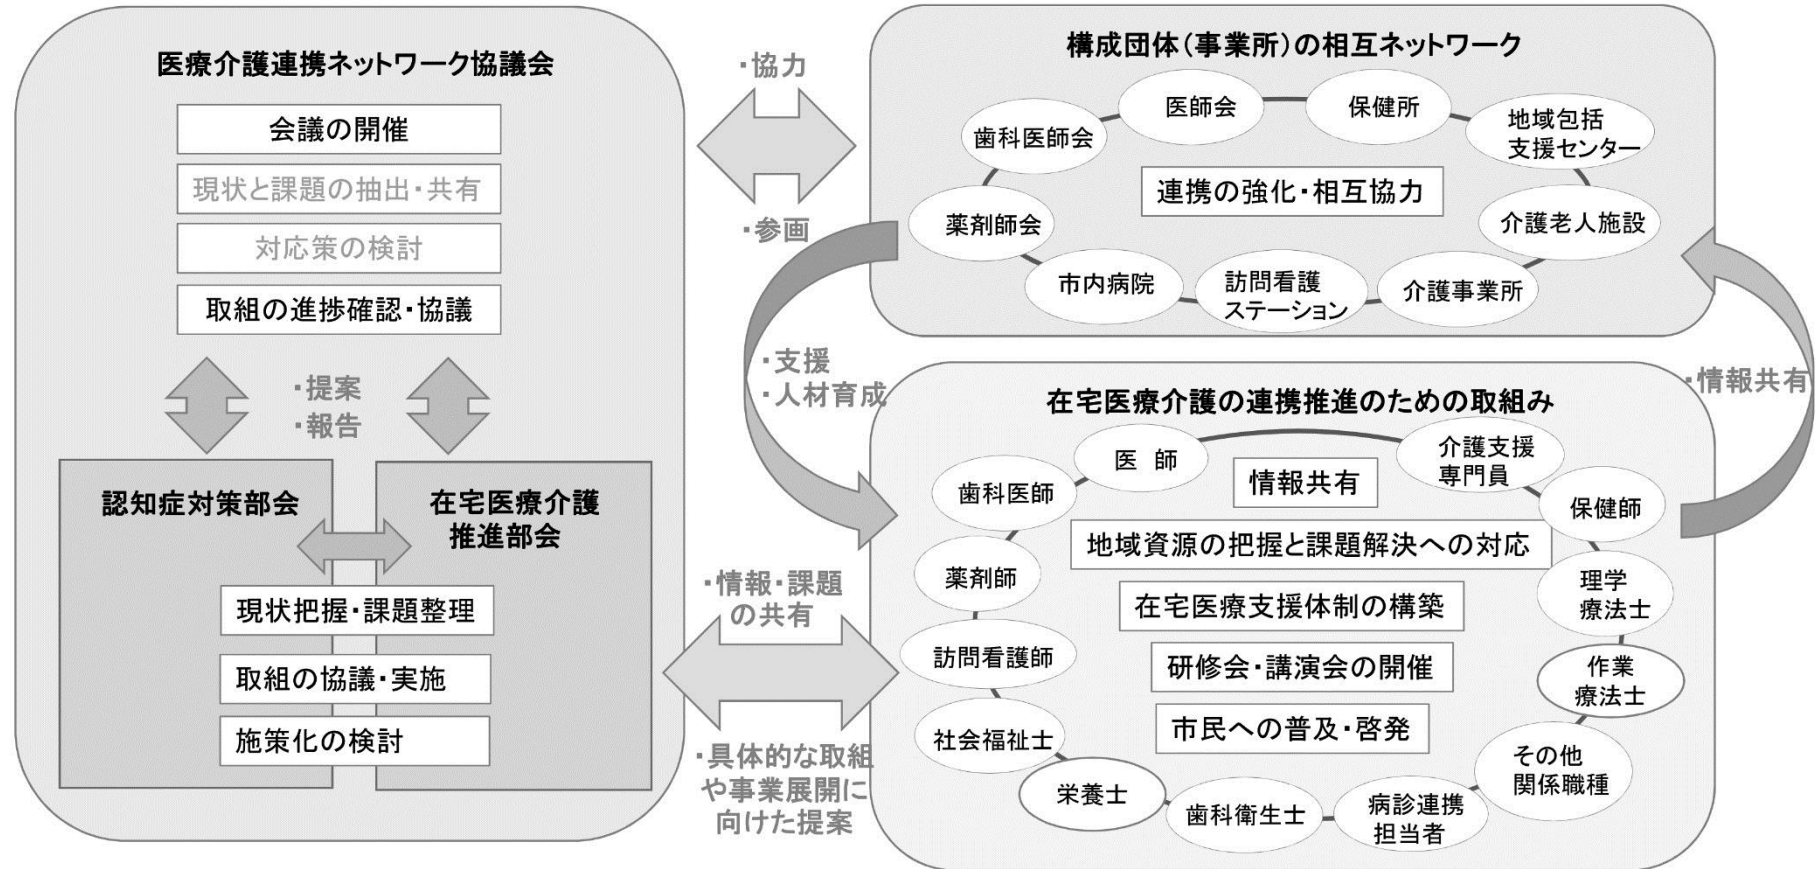 医療介護連携ネットワーク協議会
会議の開催
現状と課題の抽出・共有
対応策の検討
取組の進捗確認・協議
・提案
・報告
認知症対策部会
在宅医療介護
推進部会
現状把握・課題整理
取組の協議・実施
施策化の検討
・協力
・参画
・支援
・人材育成
・情報・課題
の共有
・具体的な取組
や事業展開に
向けた提案
構成団体(事業所)の相互ネットワーク
医師会
保健所
歯科医師会
地域包括
支援センター
連携の強化・相互協力
薬剤師会
介護老人施設
市内病院
訪問看護
ステーション
介護事業所
・情報共有
在宅医療介護の連携推進のための取組み
医 師
介護支援
専門員
歯科医師
情報共有
保健師
地域資源の把握と課題解決への対応
薬剤師
理学
療法士
在宅医療支援体制の構築
訪問看護師
研修会・講演会の開催
作業
療法士
社会福祉士
市民への普及・啓発
その他
関係職種
栄養士
歯科衛生士
病診連携
担当者